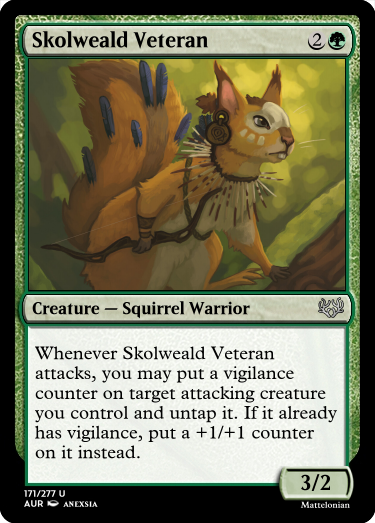 Skolweald Veteran 2
Creature — Squirrel Warrior
Whenever Skolweald Veteran
attacks, you may put a vigilance
counter on target attacking creature
you control and untap it. If it already
has vigilance, put a +1/+1 counter
on it instead.
3/2
171/277 U
AUR ANEXSIA
Mattelonian